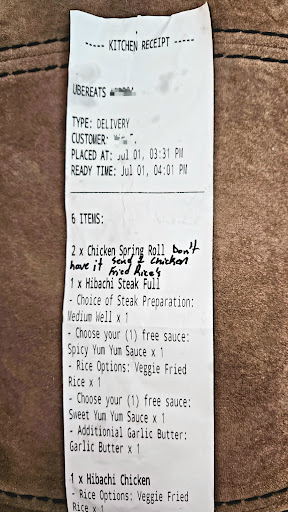 ----- KITCHEN RECEIPT -----
UBEREATS
TYPE: DELIVERY
CUSTOMER:
PLACED AT: Jul 01, 03:31 PM
READY TIME: Jul 01, 04:01 PM
6 ITEMS:
2 x Chicken Spring Roll Don't
have it send 2 chicken
Fried Rice's
1 x Hibachi Steak Full
- Choice of Steak Preparation:
Medium Well x 1
- Choose your (1) free sauce:
Spicy Yum Yum Sauce x 1
- Rice Options: Veggie Fried
Rice x 1
- Choose your (1) free sauce:
Sweet Yum Yum Sauce x 1
- Additionial Garlic Butter:
Garlic Butter x 1
1 x Hibachi Chicken
- Rice Options: Veggie Fried
Rice x 1